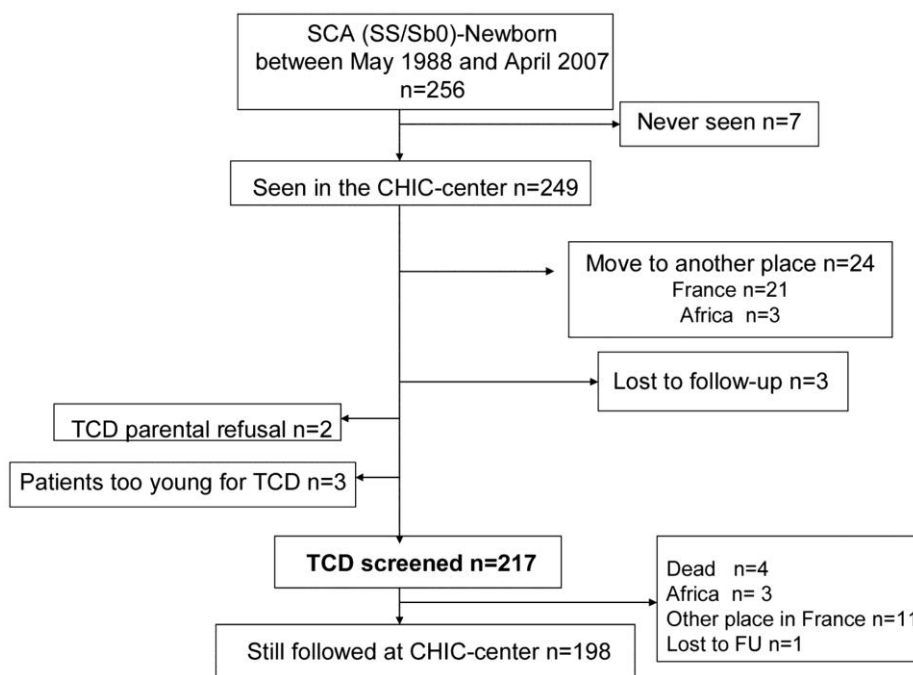 SCA (SS/Sb0)-Newborn
between May 1988 and April 2007
n=256
Never seen n=7
Seen in the CHIC-center n=249
Move to another place n=24
France n=21
Africa n=3
Lost to follow-up n=3
TCD parental refusal n=2
Patients too young for TCD n=3
TCD screened n=217
Dead n=4
Africa n= 3
Other place in France n=11
Lost to FU n=1
Still followed at CHIC-center n=198